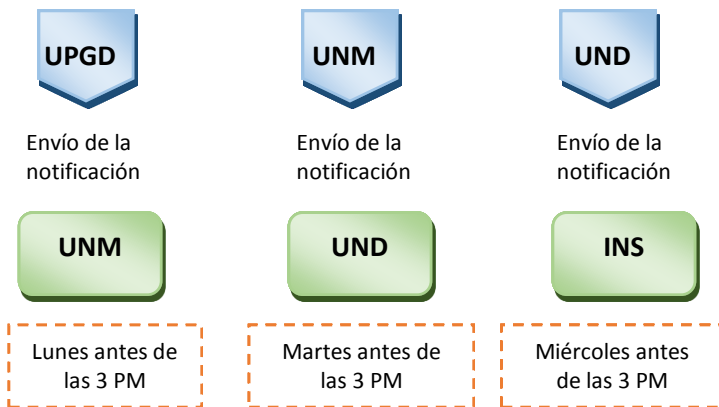 UPGD
UNM
UND
Envío de la
notificación
Envío de la
notificación
Envío de la
notificación
UNM
UND
INS
Lunes antes de
las 3 PM
Martes antes de
las 3 PM
Miércoles antes
de las 3 PM